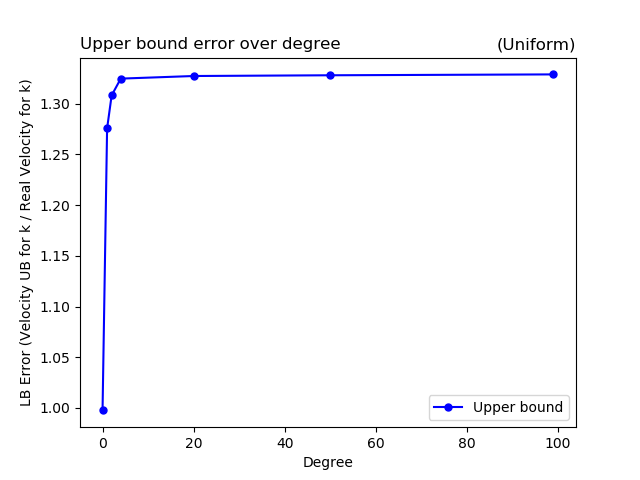 Upper bound error over degree
(Uniform)
LB Error (Velocity UB for k / Real Velocity for k)
1.30
1.25
1.20
1.15
1.10
1.05
1.00
Upper bound
0 20 40 60 80 100
Degree